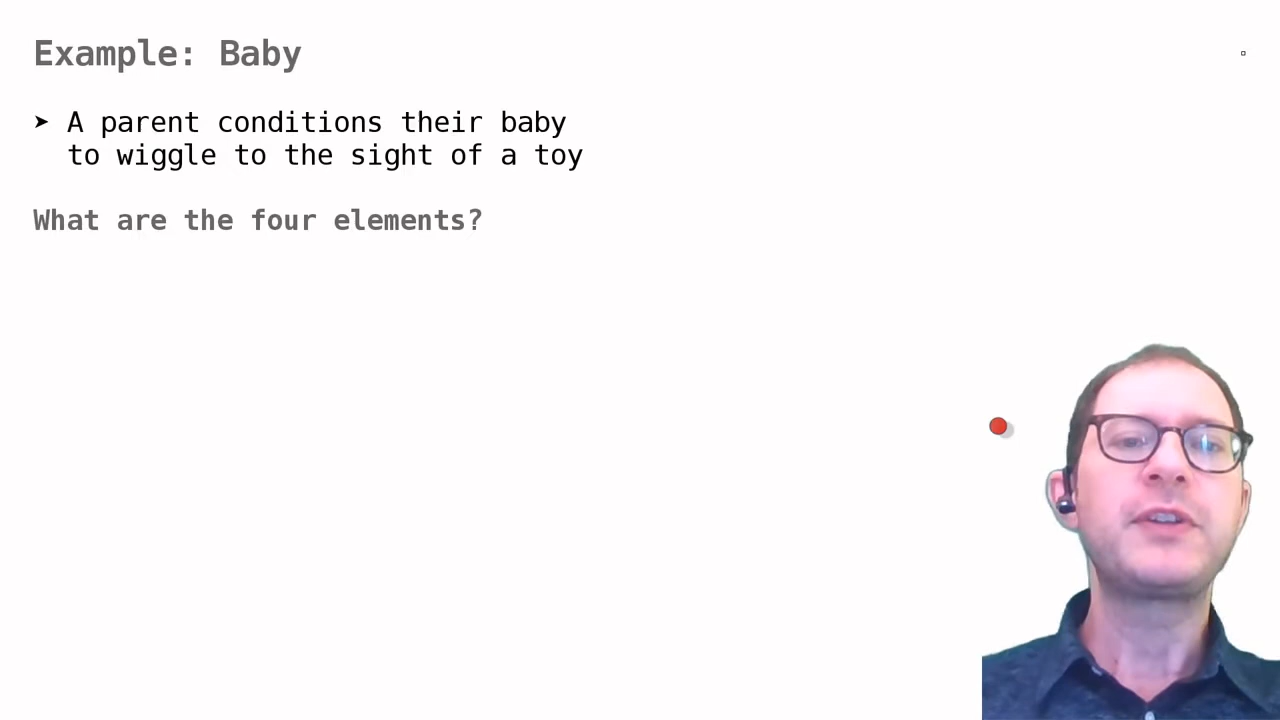 Example: Baby
➤ A parent conditions their baby
to wiggle to the sight of a toy
What are the four elements?